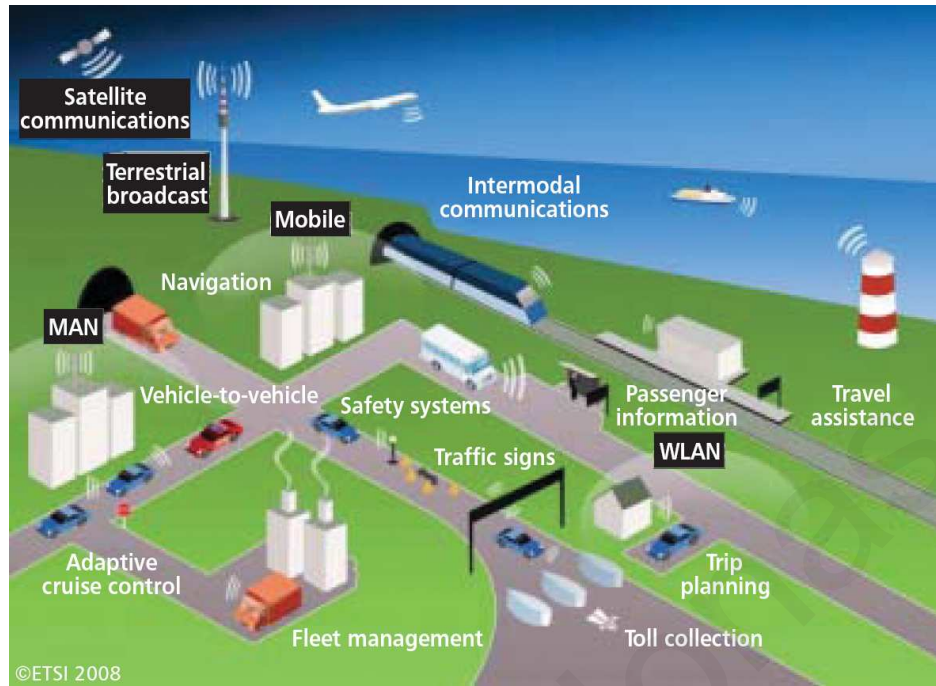 Satellite
communications
Terrestrial
broadcast
Intermodal
communications
Mobile
Navigation
MAN
Vehicle-to-vehicle
Safety systems
Passenger
information
Travel
assistance
WLAN
Traffic signs
Adaptive
cruise control
Trip
planning
Fleet management
Toll collection
©ETSI 2008